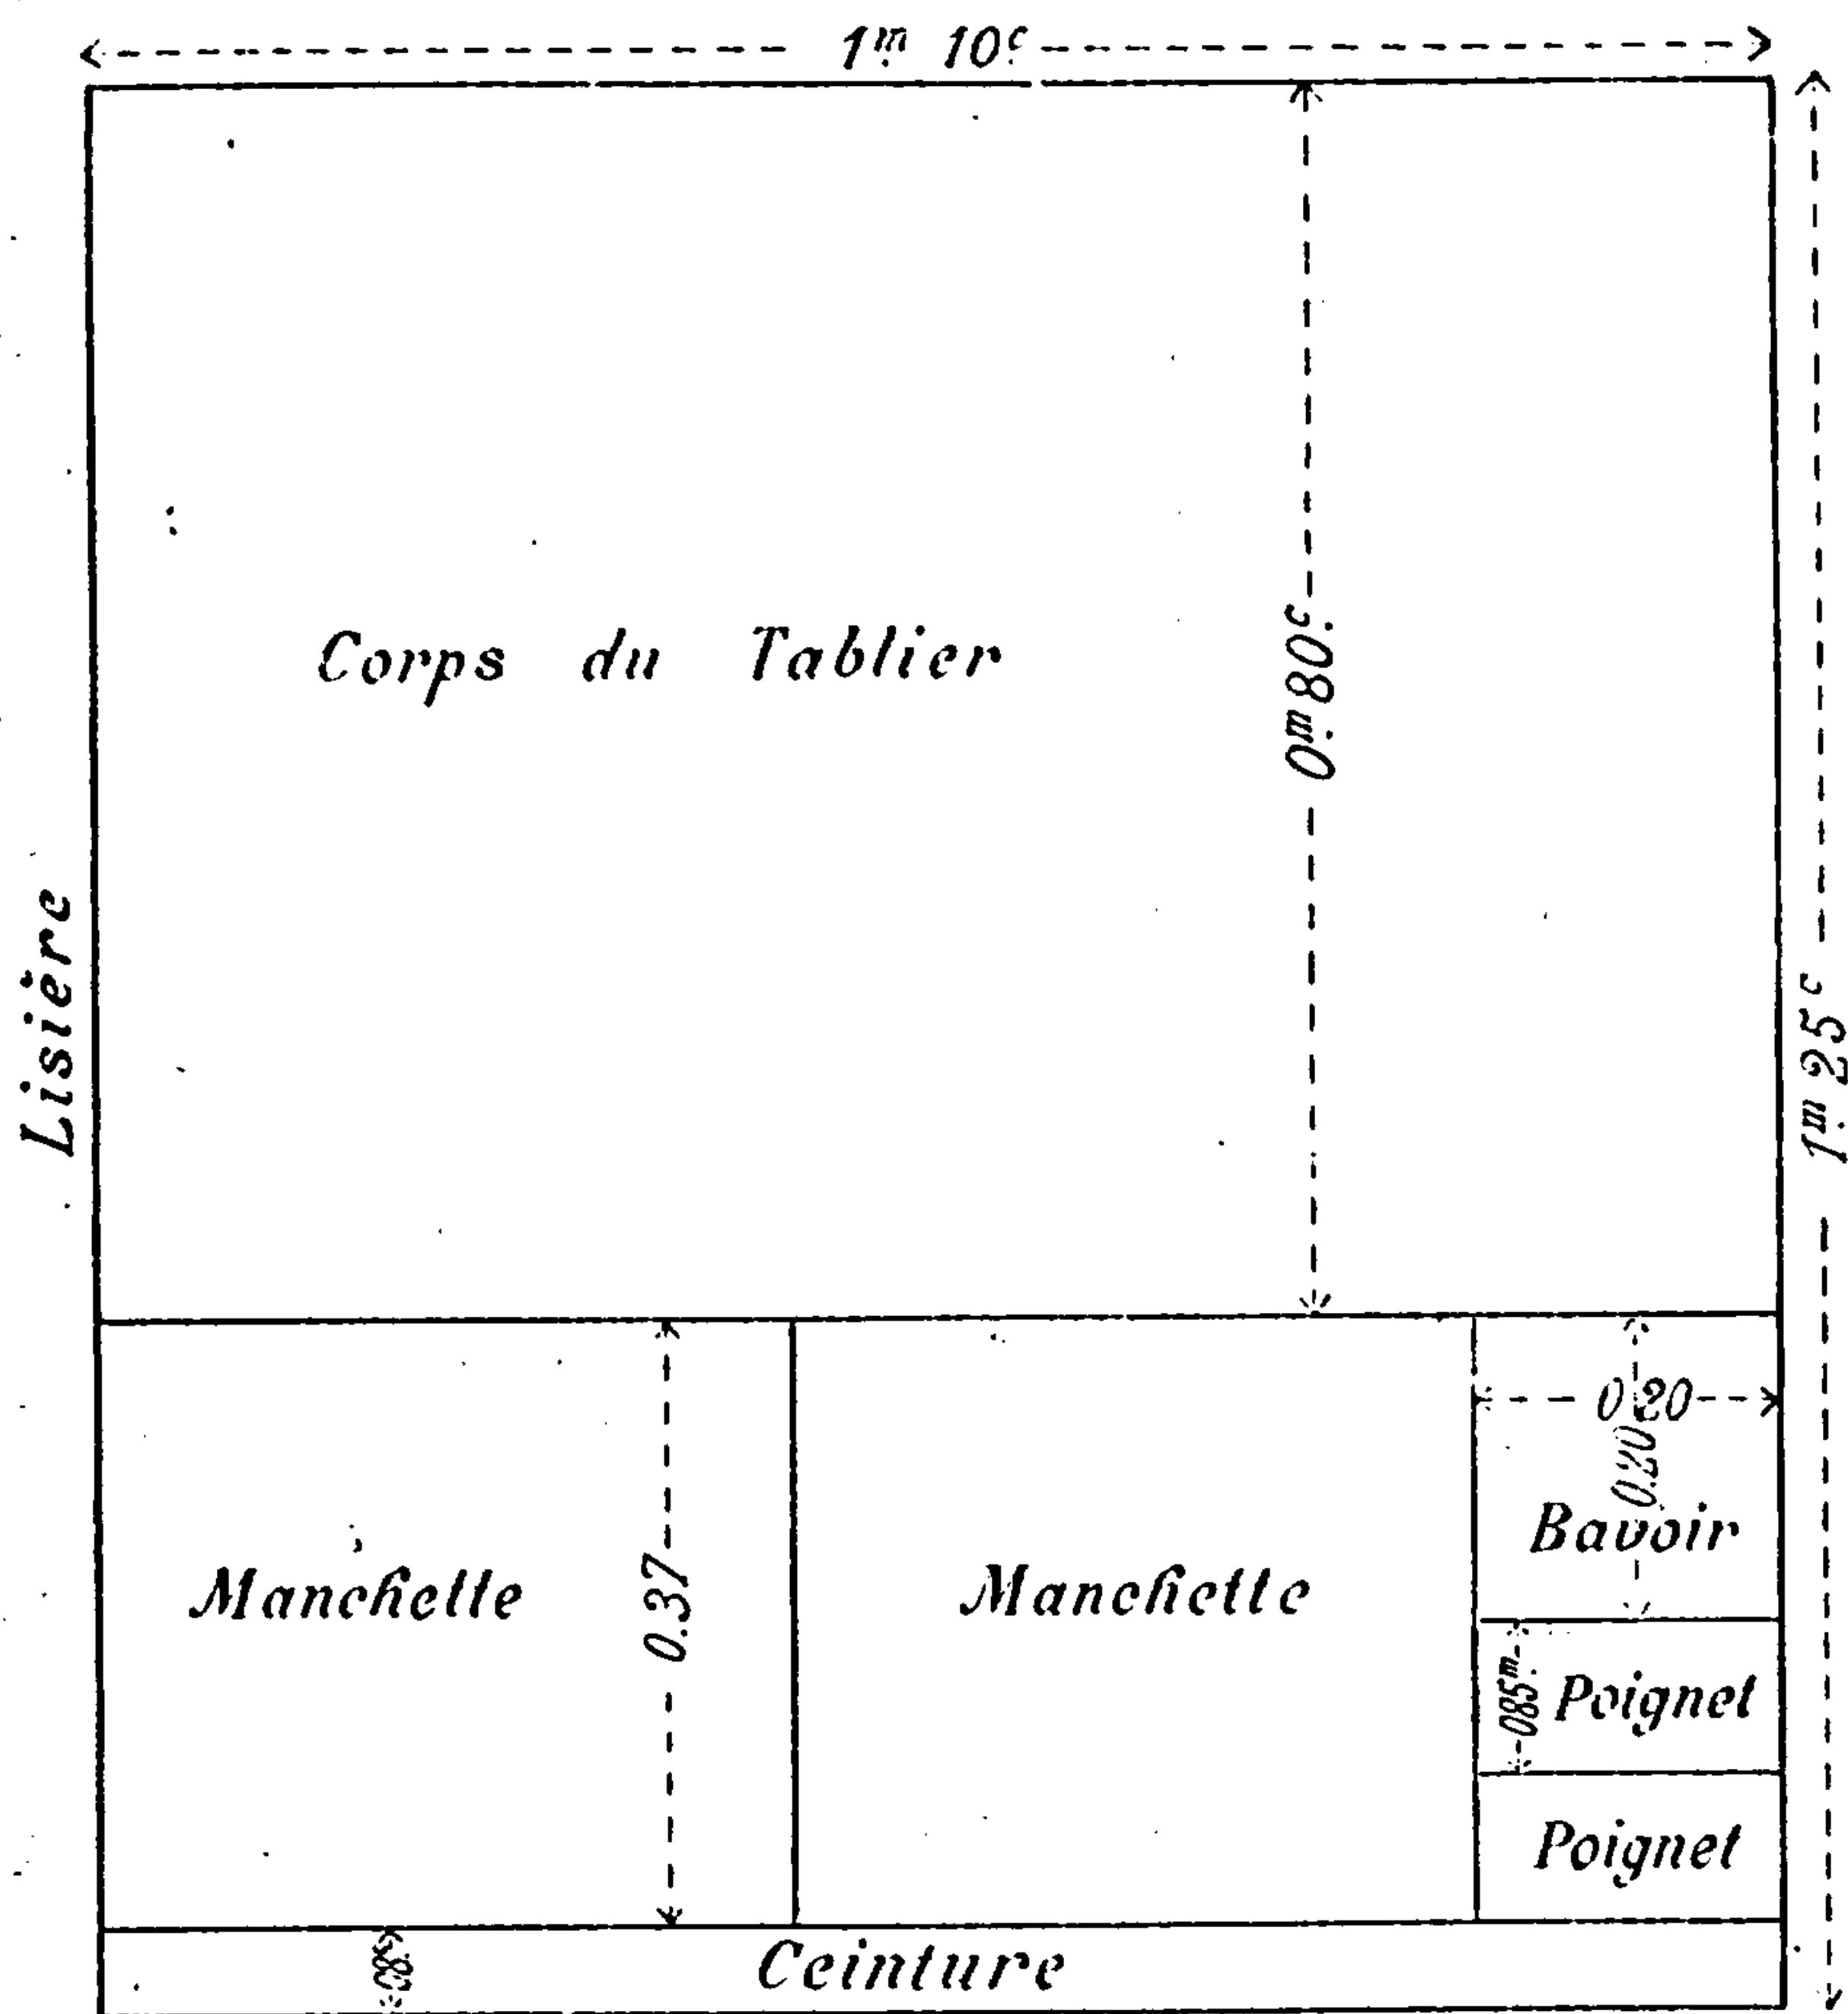 1m 10c
Corps du Tablier
0m 80c
Lisière
1m 25c
0.20
0.20
Bavoir
Manchette
0.37
Manchette
085m
Poignet
Poignet
Ceinture